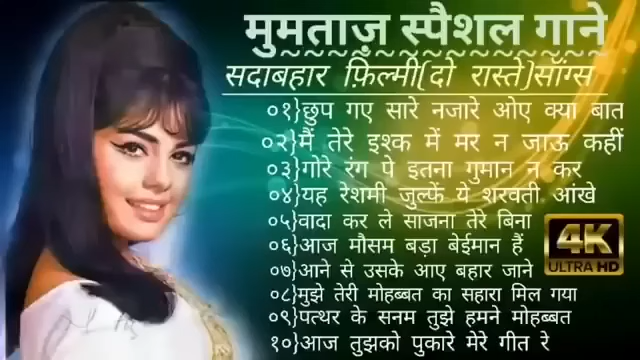 मुमताज़ स्पैशल गाने
सदाबहार फ़िल्मी(दो रास्ते)सॉंग्स
०१}छुप गए सारे नजारे ओए क्या बात
०२}मैं तेरे इश्क में मर न जाऊ कहीं
०३}गोरे रंग पे इतना गुमान न कर
०४}यह रेशमी जुल्फें ये शरवती आंखे
०५}वादा कर ले साजना तेरे बिना
०६}आज मौसम बड़ा बेईमान हैं
०७}आने से उसके आए बहार जाने
०८}मुझे तेरी मोहब्बत का सहारा मिल गया
०९}पत्थर के सनम तुझे हमने मोहब्बत
१०}आज तुझको पुकारे मेरे गीत रे
4K
ULTRA HD